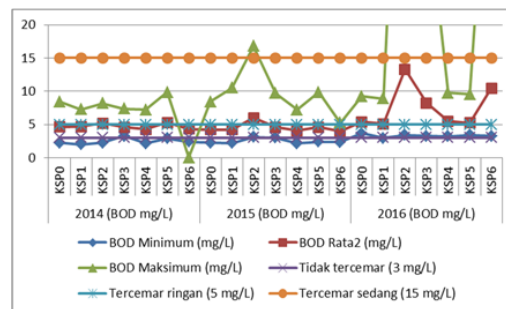 20
15
10
5
0
KSP0 KSP1 KSP2 KSP3 KSP4 KSP5 KSP6 KSP0 KSP1 KSP2 KSP3 KSP4 KSP5 KSP6 KSP0 KSP1 KSP2 KSP3 KSP4 KSP5 KSP6
2014 (BOD mg/L) 2015 (BOD mg/L) 2016 (BOD mg/L)
BOD Minimum (mg/L) BOD Rata2 (mg/L)
BOD Maksimum (mg/L) Tidak tercemar (3 mg/L)
Tercemar ringan (5 mg/L) Tercemar sedang (15 mg/L)